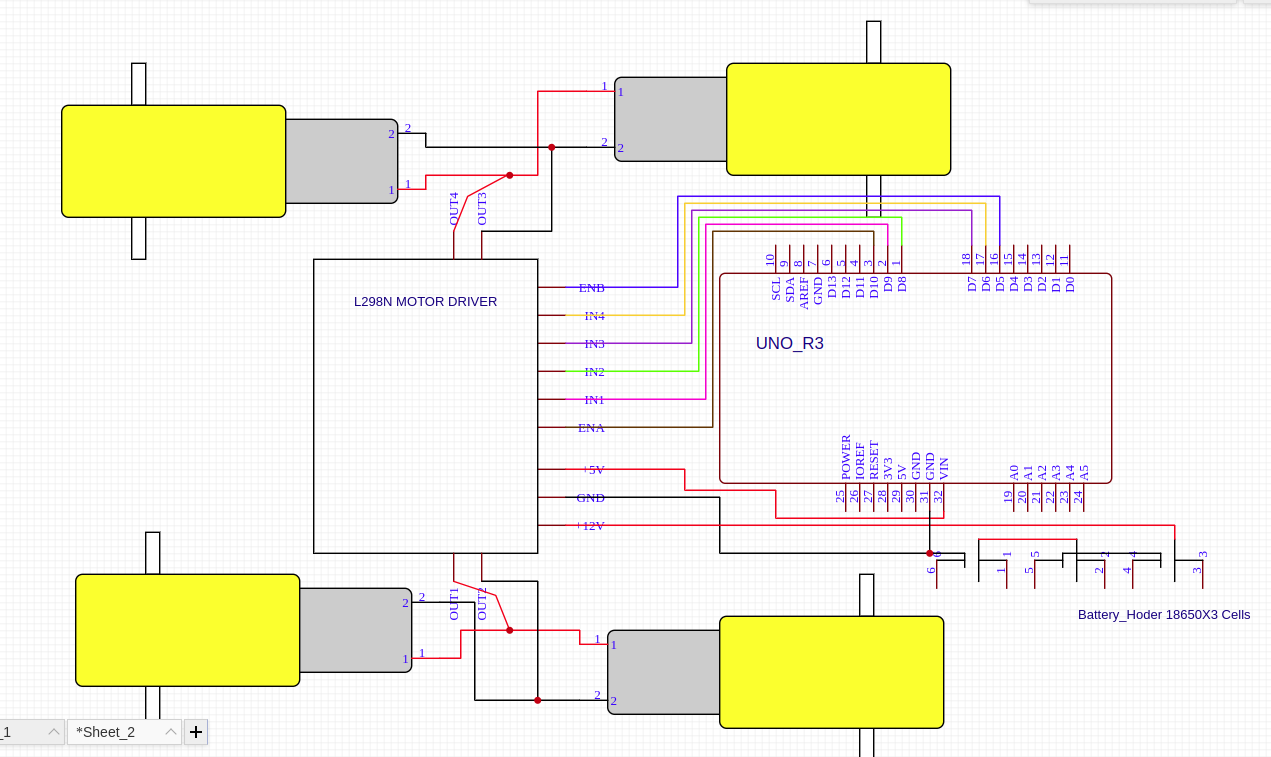 2
2
1
1
1
1
2
2
OUT4
OUT3
L298N MOTOR DRIVER
ENB
IN4
IN3
IN2
IN1
ENA
+5V
GND
+12V
OUT1
OUT2
10 9 8 7 6 5 4 3 2 1 18 17 16 15 14 13 12 11
SCL SDA AREF GND D13 D12 D11 D10 D9 D8 D7 D6 D5 D4 D3 D2 D1 D0
UNO_R3
POWER IOREF RESET 3V3 5V GND GND VIN A0 A1 A2 A3 A4 A5
25 26 27 28 29 30 31 32 19 20 21 22 23 24
6 1 5 2 4 3
6 1 5 2 4 3
Battery_Hoder 18650X3 Cells
2
2
1
1
1
1
2
2
_1
*Sheet_2